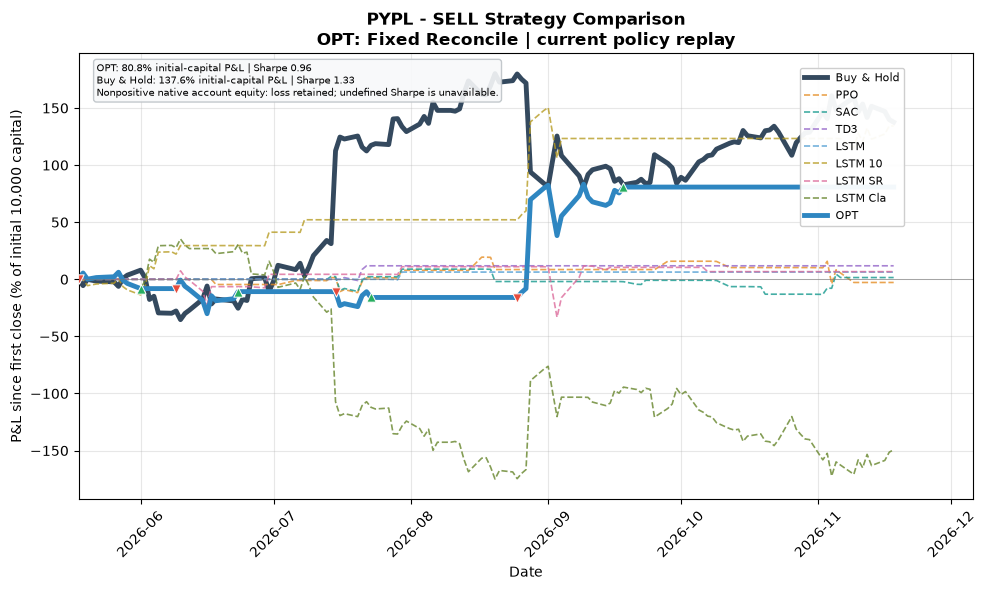 PYPL - SELL Strategy Comparison
OPT: Fixed Reconcile | current policy replay
OPT: 80.8% initial-capital P&L | Sharpe 0.96
Buy & Hold: 137.6% initial-capital P&L | Sharpe 1.33
Nonpositive native account equity: loss retained; undefined Sharpe is unavailable.
Buy & Hold
PPO
SAC
TD3
LSTM
LSTM 10
LSTM SR
LSTM Cla
OPT
P&L since first close (% of initial 10,000 capital)
150
100
50
0
−50
−100
−150
2026-06
2026-07
2026-08
2026-09
2026-10
2026-11
2026-12
Date